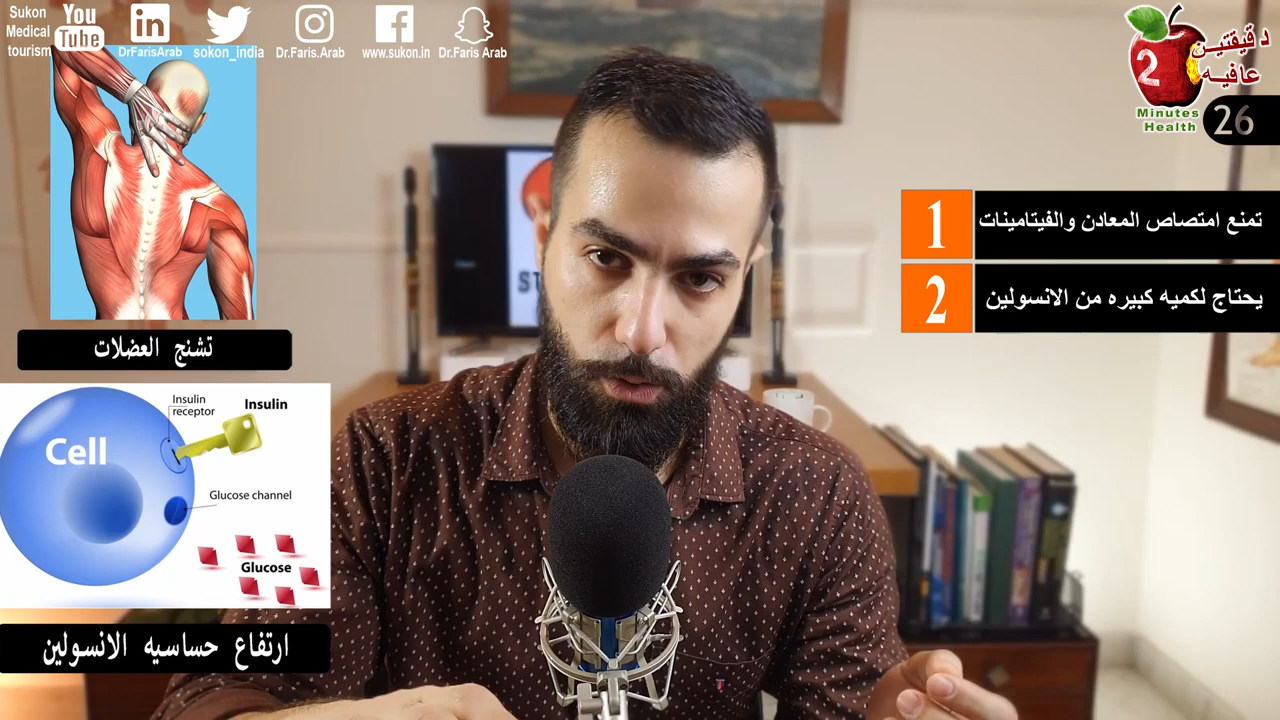 Sukon
Medical
tourism
You
Tube
in
DrFarisArab
sokon_india
Dr.Faris.Arab
www.sukon.in
Dr.Faris Arab
دقيقتين
عافيه
2
Minutes
Health
26
ST
1
تمنع امتصاص المعادن والفيتامينات
2
يحتاج لكميه كبيره من الانسولين
تشنج العضلات
Insulin
receptor
Insulin
Cell
Glucose channel
Glucose
ارتفاع حساسيه الانسولين